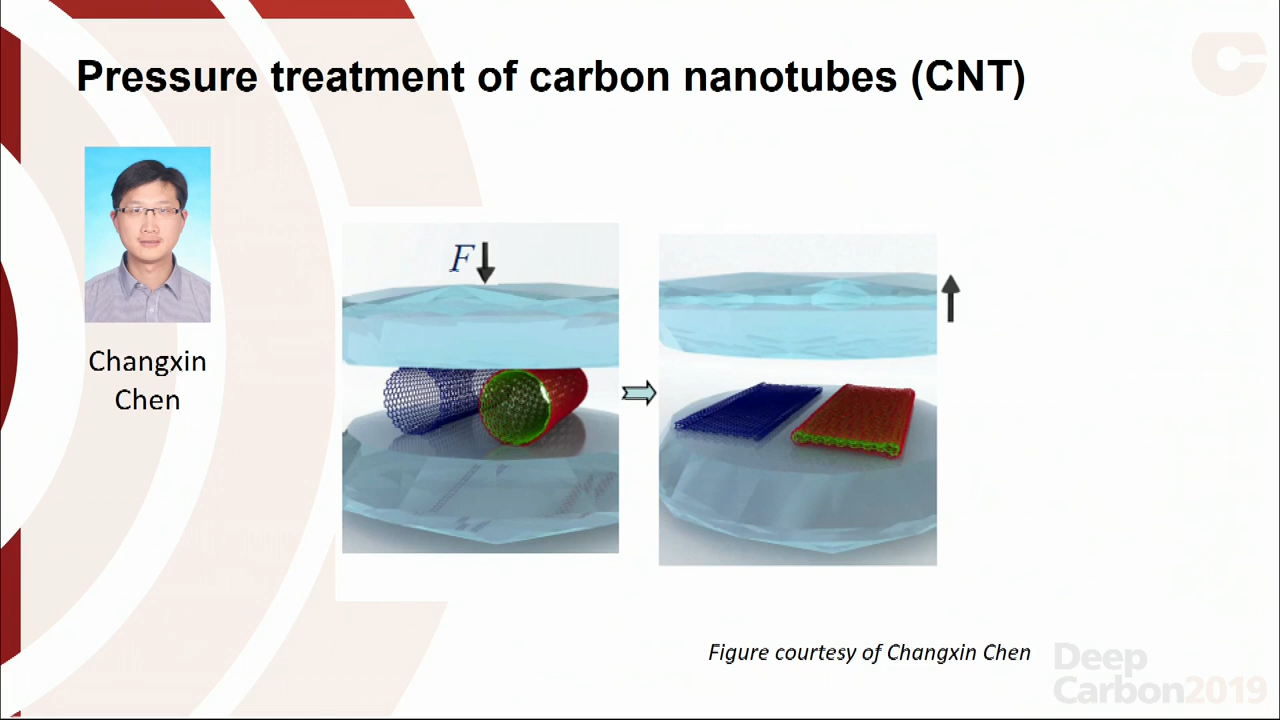 Pressure treatment of carbon nanotubes (CNT)
F
Changxin
Chen
Figure courtesy of Changxin Chen
Deep
Carbon2019